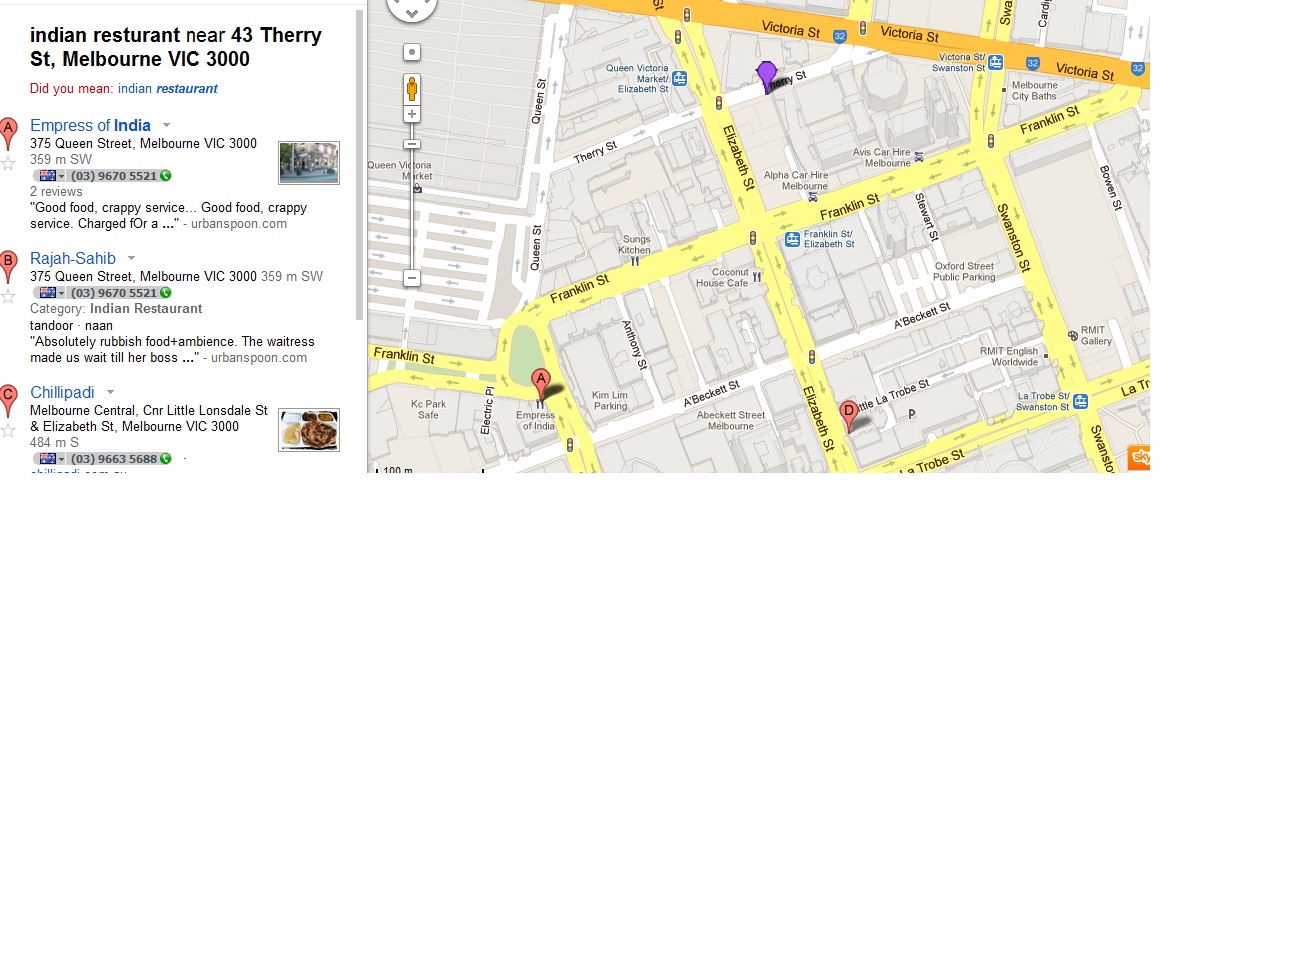 indian resturant near 43 Therry
St, Melbourne VIC 3000
Did you mean: indian restaurant
A
Empress of India
375 Queen Street, Melbourne VIC 3000
359 m SW
(03) 9670 5521
2 reviews
"Good food, crappy service... Good food, crappy
service. Charged fOr a ..." - urbanspoon.com
B
Rajah-Sahib
375 Queen Street, Melbourne VIC 3000 359 m SW
(03) 9670 5521
Category: Indian Restaurant
tandoor · naan
"Absolutely rubbish food+ambience. The waitress
made us wait till her boss ..." - urbanspoon.com
C
Chillipadi
Melbourne Central, Cnr Little Lonsdale St
& Elizabeth St, Melbourne VIC 3000
484 m S
(03) 9663 5688
chillipadi.com.au
Victoria St
32
Victoria St
Victoria St/
Swanston St
32
Victoria St
32
Swa
Cardig
St
Queen Victoria
Market/
Elizabeth St
Therry St
Melbourne
City Baths
Franklin St
Queen St
Therry St
Elizabeth St
Avis Car Hire
Melbourne
Alpha Car Hire
Melbourne
Queen Victoria
Market
Bowen St
Franklin St
Stewart St
Swanston St
Queen St
Sungs
Kitchen
Franklin St/
Elizabeth St
Coconut
House Cafe
Oxford Street
Public Parking
Franklin St
A'Beckett St
Anthony St
RMIT
Gallery
RMIT English
Worldwide
Franklin St
A
Electric Pl
Kc Park
Safe
Empress
of India
Kim Lim
Parking
A'Beckett St
Abeckett Street
Melbourne
Elizabeth St
D
ittle La Trobe St
P
La Trobe St/
Swanston St
La Tr
La Trobe St
Swansto
100 m
sky